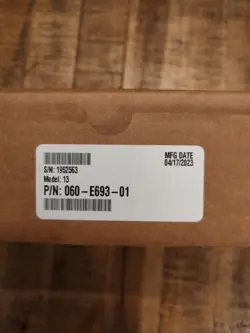 MFG DATE
04/17/2023
S/N: 1952563
Model: 13
P/N: 060-E693-01